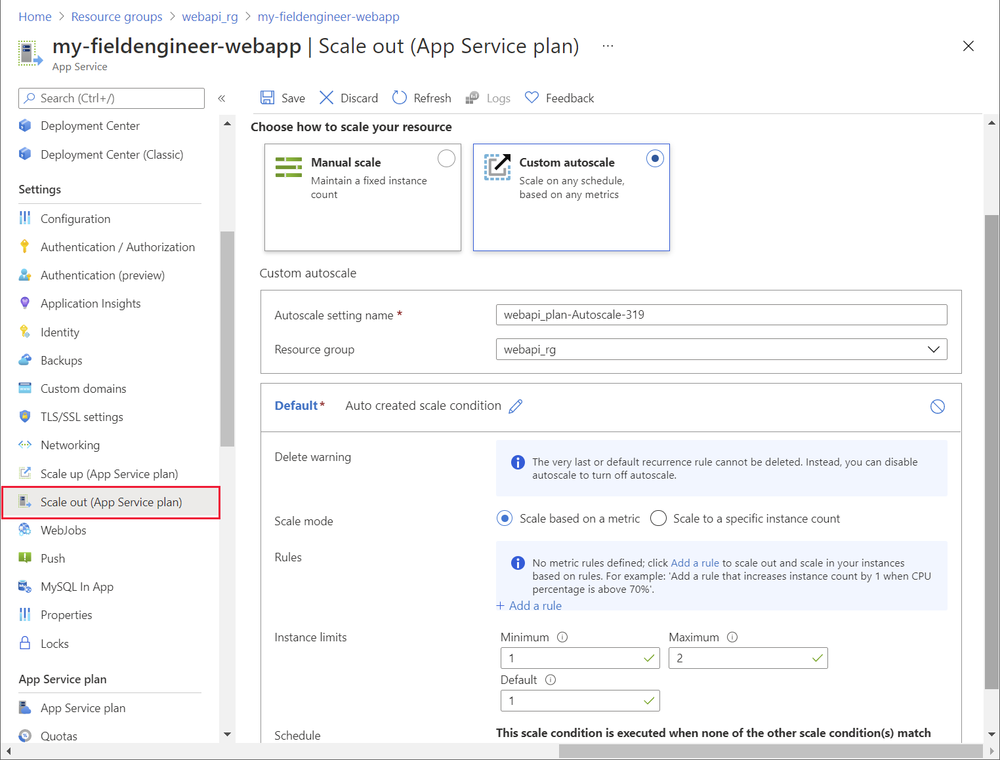 Home > Resource groups > webapi_rg > my-fieldengineer-webapp
my-fieldengineer-webapp | Scale out (App Service plan) ...
App Service
Search (Ctrl+/) «
Deployment Center
Deployment Center (Classic)
Settings
Configuration
Authentication / Authorization
Authentication (preview)
Application Insights
Identity
Backups
Custom domains
TLS/SSL settings
Networking
Scale up (App Service plan)
Scale out (App Service plan)
WebJobs
Push
MySQL In App
Properties
Locks
App Service plan
App Service plan
Quotas
Save Discard Refresh Logs Feedback
Choose how to scale your resource
Manual scale
Maintain a fixed instance
count
Custom autoscale
Scale on any schedule,
based on any metrics
Custom autoscale
Autoscale setting name * webapi_plan-Autoscale-319
Resource group webapi_rg
Default* Auto created scale condition
Delete warning
The very last or default recurrence rule cannot be deleted. Instead, you can disable
autoscale to turn off autoscale.
Scale mode Scale based on a metric Scale to a specific instance count
Rules
No metric rules defined; click Add a rule to scale out and scale in your instances
based on rules. For example: 'Add a rule that increases instance count by 1 when CPU
percentage is above 70%'.
+ Add a rule
Instance limits Minimum Maximum
1 2
Default
1
Schedule This scale condition is executed when none of the other scale condition(s) match